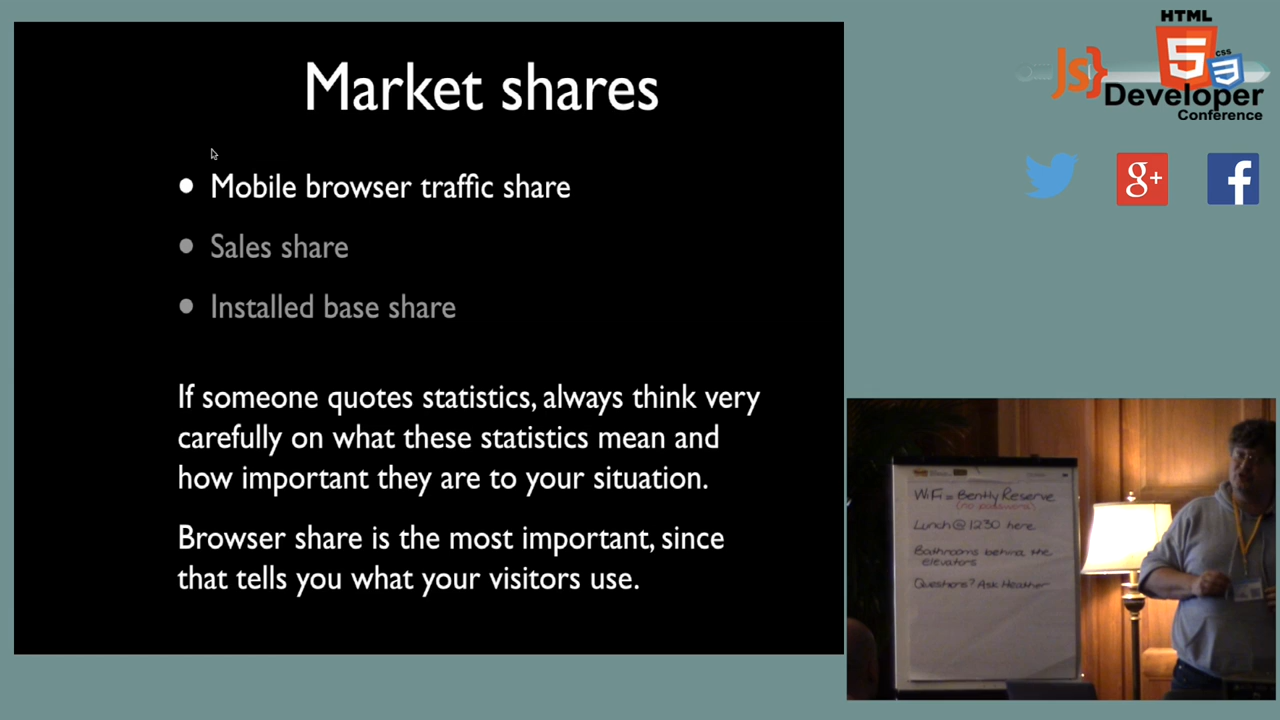 Market shares
Mobile browser traffic share
Sales share
Installed base share
If someone quotes statistics, always think very
carefully on what these statistics mean and
how important they are to your situation.
Browser share is the most important, since
that tells you what your visitors use.
HTML
5
css
3
JS}
Developer
Conference
g+
f
WiFi = Bently Reserve
(no password)
Lunch @ 1230 here
Bathrooms behind the
elevators
Questions? Ask Heather